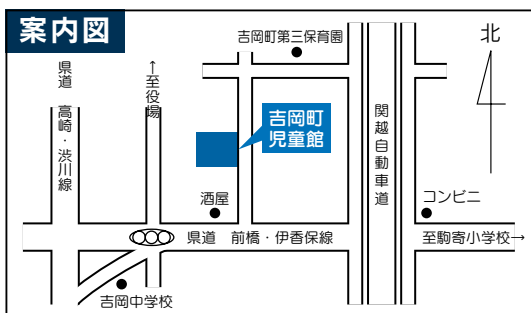 案内図
吉岡町第三保育園
北
県道 高崎・渋川線
↑至役場
吉岡町
児童館
関越自動車道
酒屋
コンビニ
県道 前橋・伊香保線
至駒寄小学校→
吉岡中学校